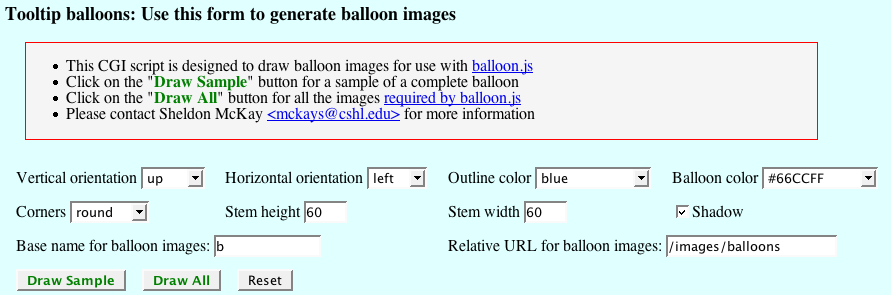 Tooltip balloons: Use this form to generate balloon images
This CGI script is designed to draw balloon images for use with balloon.js
Click on the "Draw Sample" button for a sample of a complete balloon
Click on the "Draw All" button for all the images required by balloon.js
Please contact Sheldon McKay <mckays@cshl.edu> for more information
Vertical orientation up Horizontal orientation left Outline color blue Balloon color #66CCFF
Corners round Stem height 60 Stem width 60 Shadow
Base name for balloon images: b Relative URL for balloon images: /images/balloons
Draw Sample Draw All Reset